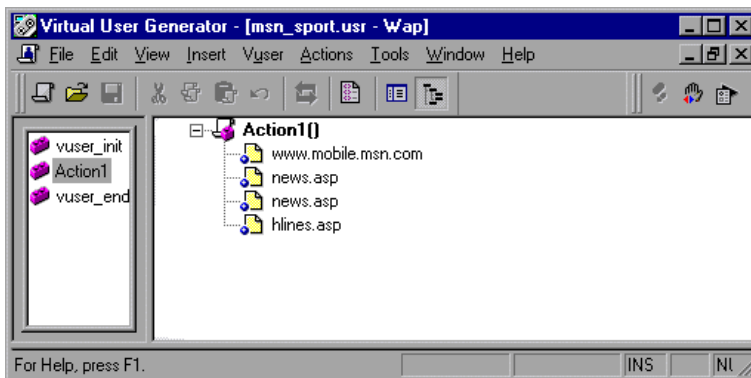 Virtual User Generator - [msn_sport.usr - Wap]
File Edit View Insert Vuser Actions Tools Window Help
vuser_init
Action1
vuser_end
Action1()
www.mobile.msn.com
news.asp
news.asp
hlines.asp
For Help, press F1.
INS